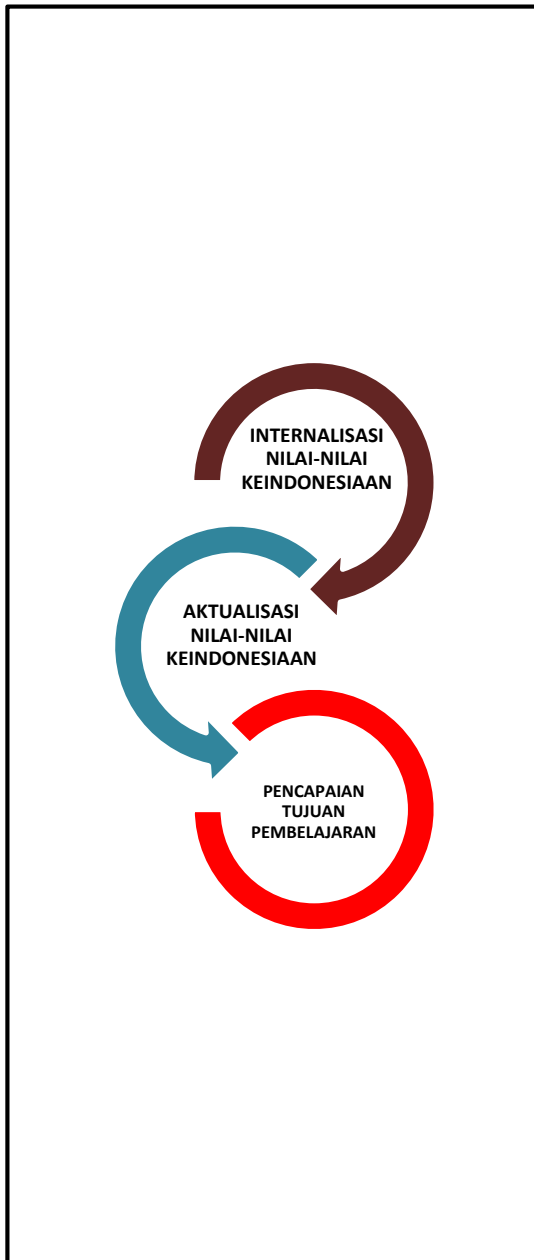 INTERNALISASI
NILAI-NILAI
KEINDONESIAAN
AKTUALISASI
NILAI-NILAI
KEINDONESIAAN
PENCAPAIAN
TUJUAN
PEMBELAJARAN